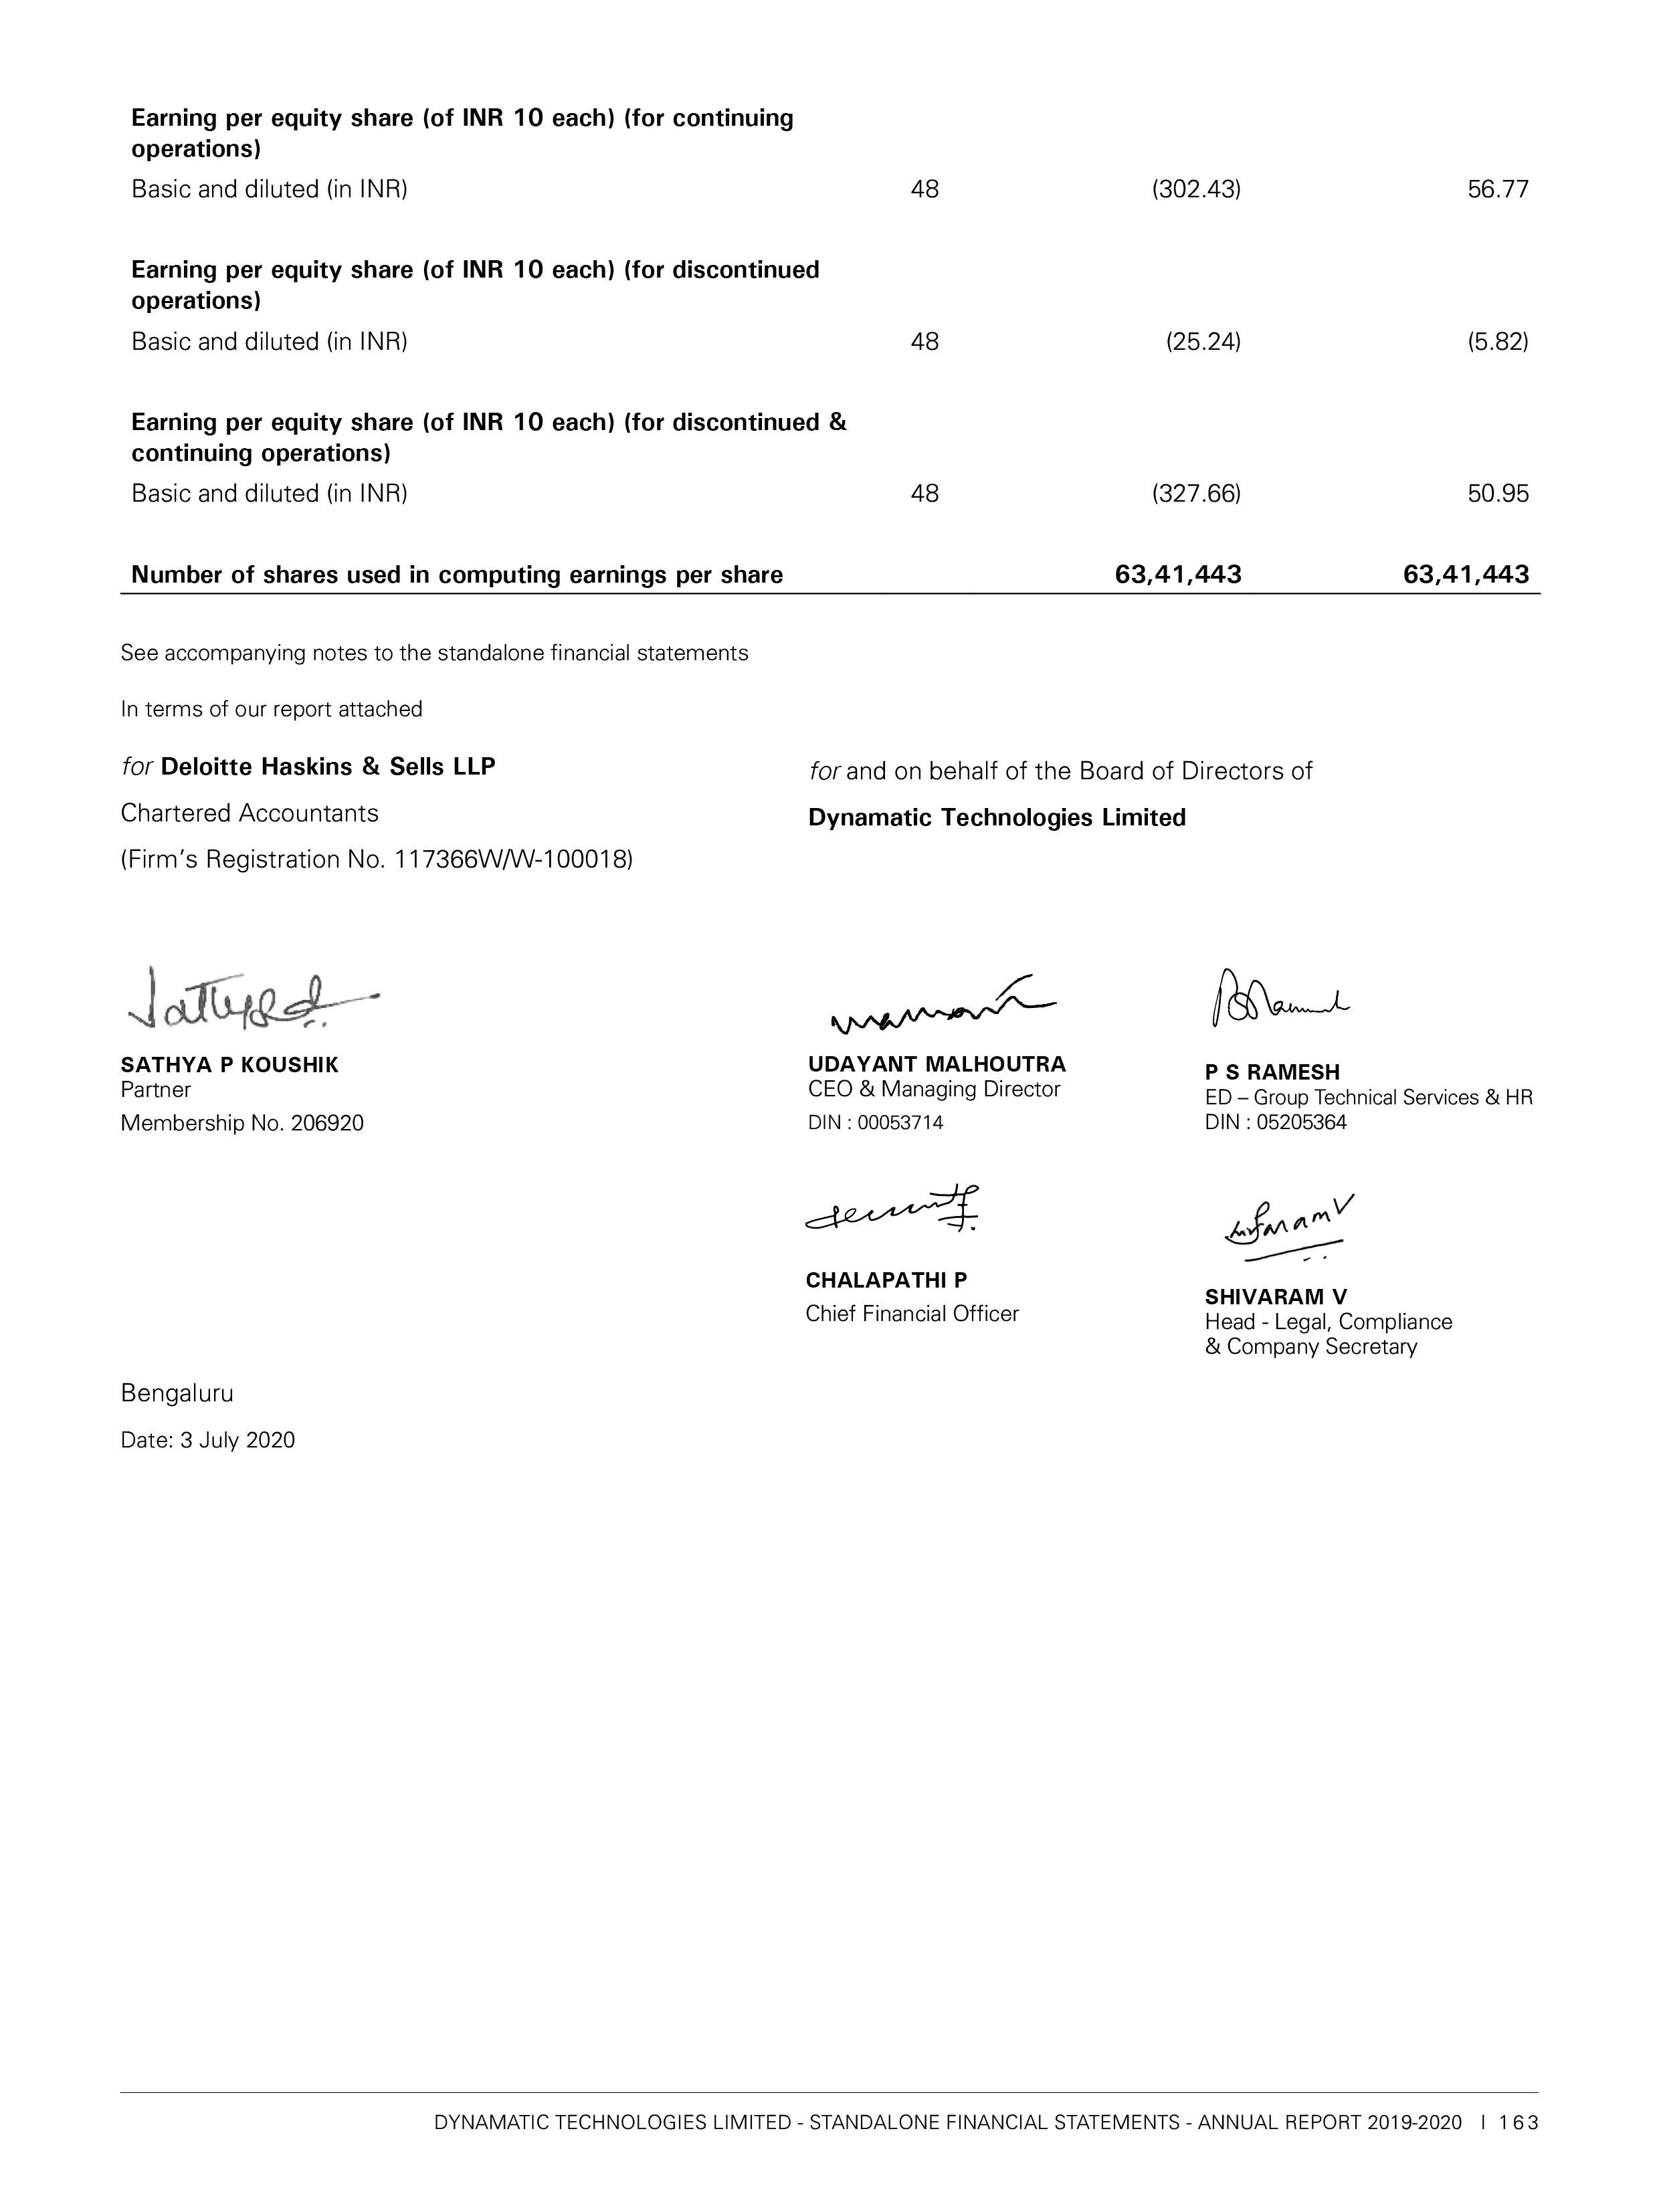 Earning per equity share (of INR 10 each) (for continuing
operations)
Basic and diluted (in INR) 48 (302.43) 56.77
Earning per equity share (of INR 10 each) (for discontinued
operations)
Basic and diluted (in INR) 48 (25.24) (5.82)
Earning per equity share (of INR 10 each) (for discontinued &
continuing operations)
Basic and diluted (in INR) 48 (327.66) 50.95
Number of shares used in computing earnings per share 63,41,443 63,41,443
See accompanying notes to the standalone financial statements
In terms of our report attached
for Deloitte Haskins & Sells LLP
Chartered Accountants
(Firm's Registration No. 117366W/W-100018)
for and on behalf of the Board of Directors of
Dynamatic Technologies Limited
SATHYA P KOUSHIK
Partner
Membership No. 206920
UDAYANT MALHOUTRA
CEO & Managing Director
DIN : 00053714
P S RAMESH
ED – Group Technical Services & HR
DIN : 05205364
CHALAPATHI P
Chief Financial Officer
SHIVARAM V
Head - Legal, Compliance
& Company Secretary
Bengaluru
Date: 3 July 2020
DYNAMATIC TECHNOLOGIES LIMITED - STANDALONE FINANCIAL STATEMENTS - ANNUAL REPORT 2019-2020 | 163